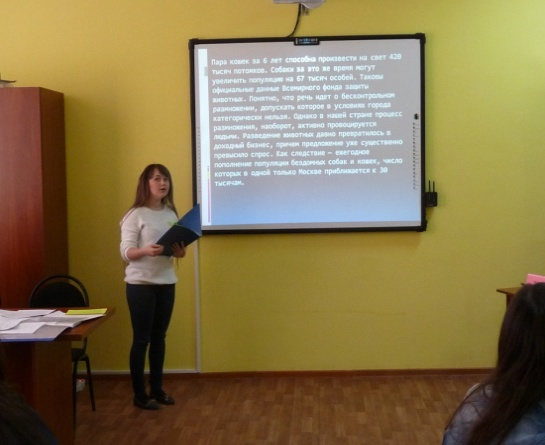 Пара кошек за 6 лет способна произвести на свет 420
тысяч потомков. Собаки за это же время могут
увеличить популяцию на 67 тысяч особей. Таковы
официальные данные Всемирного фонда защиты
животных. Понятно, что речь идет о бесконтрольном
размножении, допускать которое в условиях города
категорически нельзя. Однако в нашей стране процесс
размножения, наоборот, активно провоцируется
людьми. Разведение животных давно превратилось в
доходный бизнес, причем предложение уже существенно
превысило спрос. Как следствие – ежегодное
пополнение популяции бездомных собак и кошек, число
которых в одной только Москве приближается к 30
тысячам.